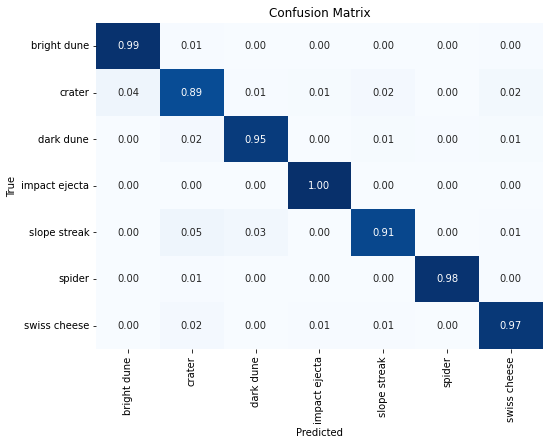 Confusion Matrix
True
bright dune 0.99 0.01 0.00 0.00 0.00 0.00 0.00
crater 0.04 0.89 0.01 0.01 0.02 0.00 0.02
dark dune 0.00 0.02 0.95 0.00 0.01 0.00 0.01
impact ejecta 0.00 0.00 0.00 1.00 0.00 0.00 0.00
slope streak 0.00 0.05 0.03 0.00 0.91 0.00 0.01
spider 0.00 0.01 0.00 0.00 0.00 0.98 0.00
swiss cheese 0.00 0.02 0.00 0.01 0.01 0.00 0.97
bright dune
crater
dark dune
impact ejecta
slope streak
spider
swiss cheese
Predicted